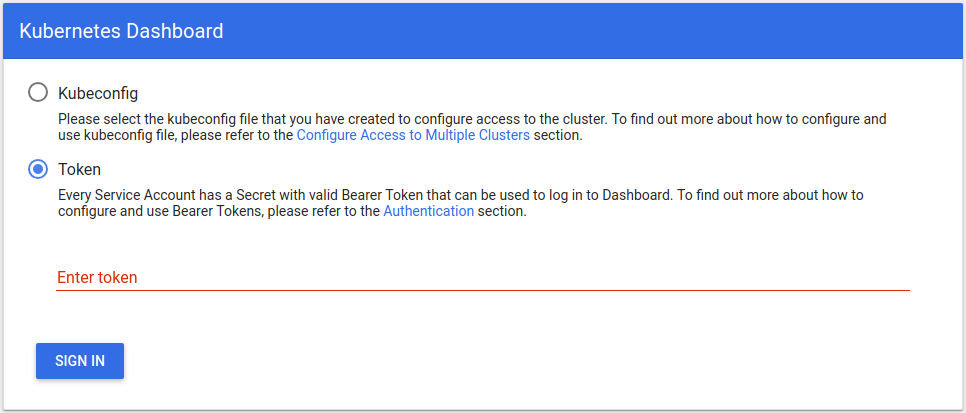 Kubernetes Dashboard
Kubeconfig
Please select the kubeconfig file that you have created to configure access to the cluster. To find out more about how to configure and
use kubeconfig file, please refer to the Configure Access to Multiple Clusters section.
Token
Every Service Account has a Secret with valid Bearer Token that can be used to log in to Dashboard. To find out more about how to
configure and use Bearer Tokens, please refer to the Authentication section.
Enter token
SIGN IN